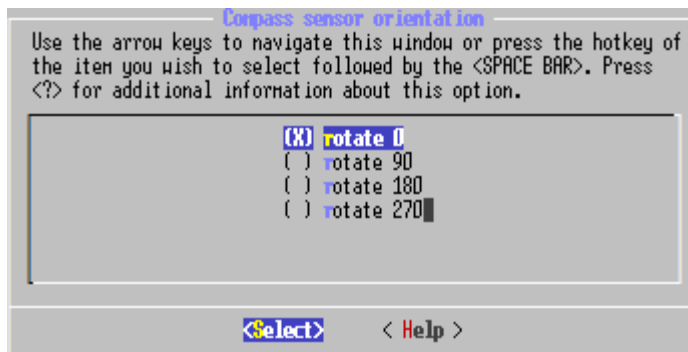 Compass sensor orientation
Use the arrow keys to navigate this window or press the hotkey of
the item you wish to select followed by the <SPACE BAR>. Press
<?> for additional information about this option.
(X) rotate 0
( ) rotate 90
( ) rotate 180
( ) rotate 270
<Select> < Help >